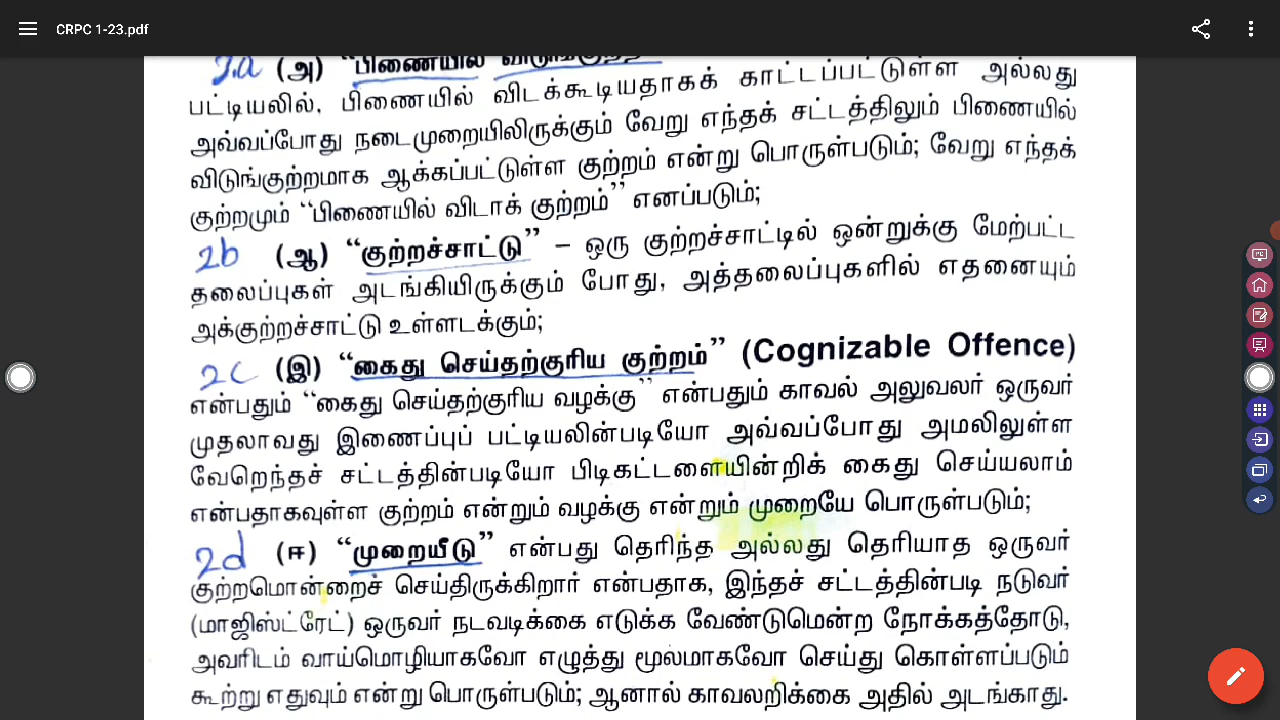 CRPC 1-23.pdf
2a (அ) "பிணையில் விடுங்குற்றம்
பட்டியலில், பிணையில் விடக்கூடியதாகக் காட்டப்பட்டுள்ள அல்லது
அவ்வப்போது நடைமுறையிலிருக்கும் வேறு எந்தக் சட்டத்திலும் பிணையில்
விடுங்குற்றமாக ஆக்கப்பட்டுள்ள குற்றம் என்று பொருள்படும்; வேறு எந்தக்
குற்றமும் "பிணையில் விடாக் குற்றம்" எனப்படும்;
2b (ஆ) "குற்றச்சாட்டு" – ஒரு குற்றச்சாட்டில் ஒன்றுக்கு மேற்பட்ட
தலைப்புகள் அடங்கியிருக்கும் போது, அத்தலைப்புகளில் எதனையும்
அக்குற்றச்சாட்டு உள்ளடக்கும்;
2c (இ) "கைது செய்தற்குரிய குற்றம்" (Cognizable Offence)
என்பதும் "கைது செய்தற்குரிய வழக்கு" என்பதும் காவல் அலுவலர் ஒருவர்
முதலாவது இணைப்புப் பட்டியலின்படியோ அவ்வப்போது அமலிலுள்ள
வேறெந்தச் சட்டத்தின்படியோ பிடிகட்டளையின்றிக் கைது செய்யலாம்
என்பதாகவுள்ள குற்றம் என்றும் வழக்கு என்றும் முறையே பொருள்படும்;
2d (ஈ) "முறையீடு" என்பது தெரிந்த அல்லது தெரியாத ஒருவர்
குற்றமொன்றைச் செய்திருக்கிறார் என்பதாக, இந்தச் சட்டத்தின்படி நடுவர்
(மாஜிஸ்ட்ரேட்) ஒருவர் நடவடிக்கை எடுக்க வேண்டுமென்ற நோக்கத்தோடு,
அவரிடம் வாய்மொழியாகவோ எழுத்து மூலமாகவோ செய்து கொள்ளப்படும்
கூற்று எதுவும் என்று பொருள்படும்; ஆனால் காவலறிக்கை அதில் அடங்காது.